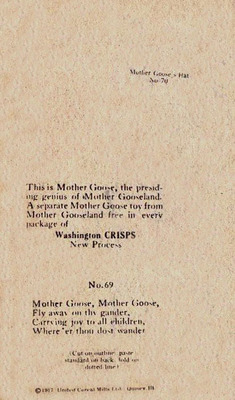 Mother Goose's Hat
No. 70
This is Mother Goose, the presid-
ing genius of Mother Gooseland.
A separate Mother Goose toy from
Mother Gooseland free in every
package of
Washington CRISPS
New Process
No. 69
Mother Goose, Mother Goose,
Fly away on thy gander,
Carrying joy to all children,
Where'er thou dost wander
(Cut on outline, paste
standard on back, fold on
dotted line)
United Cereal Mills Ltd. Quincy, Ill.